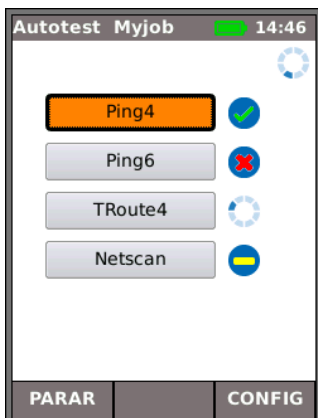 Autotest Myjob 14:46
Ping4
Ping6
TRoute4
Netscan
PARAR CONFIG